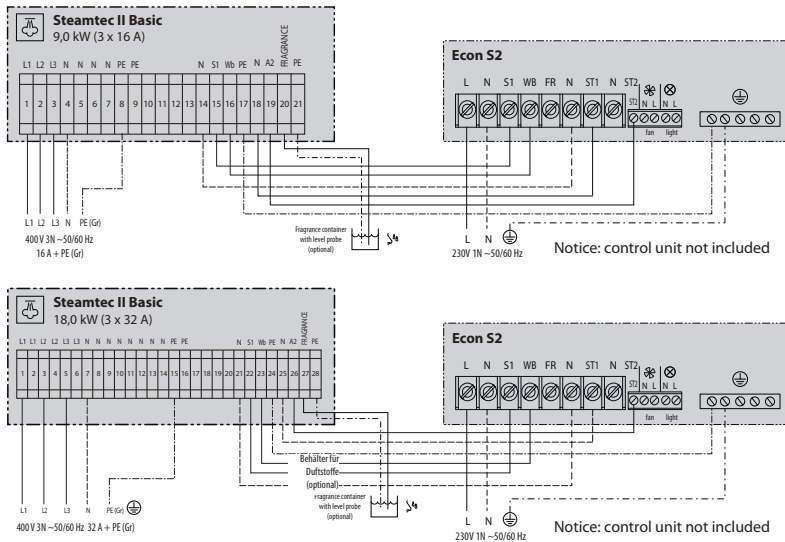 Steamtec II Basic
9,0 kW (3 x 16 A)
L1 L2 L3 N N N N PE PE N S1 Wb PE N A2 FRAGRANCE PE
1 2 3 4 5 6 7 8 9 10 11 12 13 14 15 16 17 18 19 20 21
L1 L2 L3 N PE (Gr)
400 V 3N ~50/60 Hz
16 A + PE (Gr)
Fragrance container
with level probe
(optional)
Econ S2
L N S1 WB FR N ST1 N ST2
ST2 N L N L
fan light
L N
230V 1N ~50/60 Hz
Notice: control unit not included
Steamtec II Basic
18,0 kW (3 x 32 A)
L1 L1 L2 L2 L3 L3 N N N N N N N N PE PE N S1 Wb PE N A2 FRAGRANCE PE
1 2 3 4 5 6 7 8 9 10 11 12 13 14 15 16 17 18 19 20 21 22 23 24 25 26 27 28
L1 L2 L3 N PE (Gr)
400 V 3N ~50/60 Hz 32 A + PE (Gr)
Behälter für
Duftstoffe
(optional)
Fragrance container
with level probe
(optional)
Econ S2
L N S1 WB FR N ST1 N ST2
ST2 N L N L
fan light
L N
230V 1N ~50/60 Hz
Notice: control unit not included